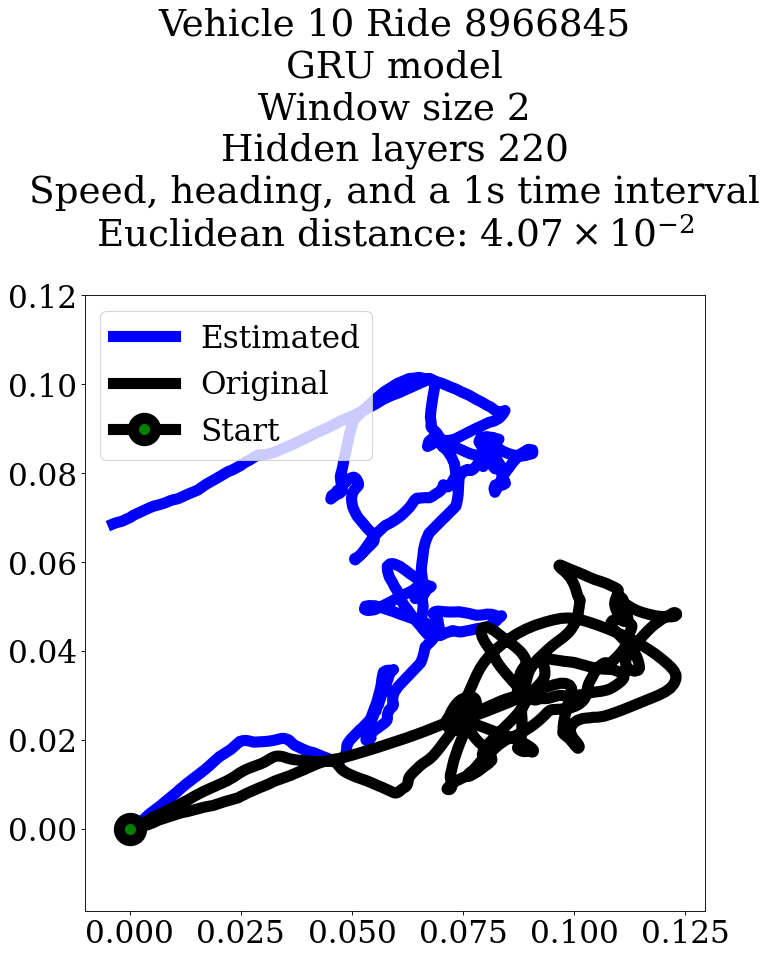 Vehicle 10 Ride 8966845
GRU model
Window size 2
Hidden layers 220
Speed, heading, and a 1s time interval
Euclidean distance: 4.07 × 10⁻²
0.12
0.10
0.08
0.06
0.04
0.02
0.00
Estimated
Original
Start
0.000 0.025 0.050 0.075 0.100 0.125